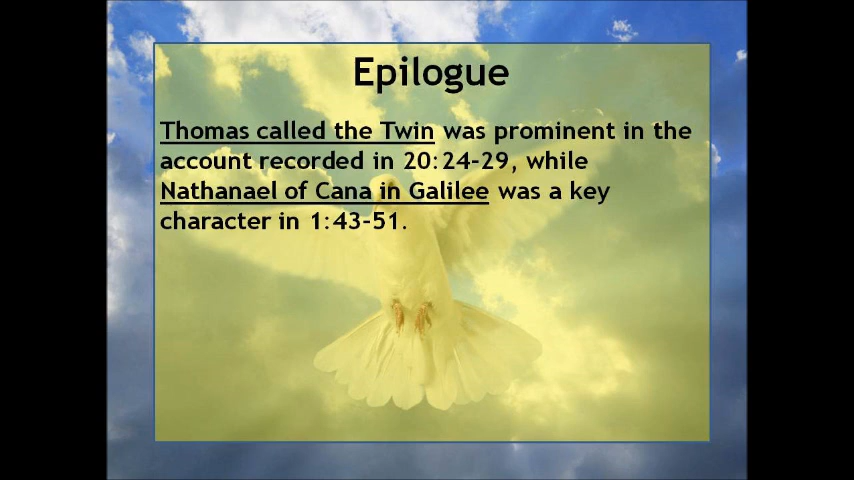 Epilogue
Thomas called the Twin was prominent in the
account recorded in 20:24-29, while
Nathanael of Cana in Galilee was a key
character in 1:43-51.